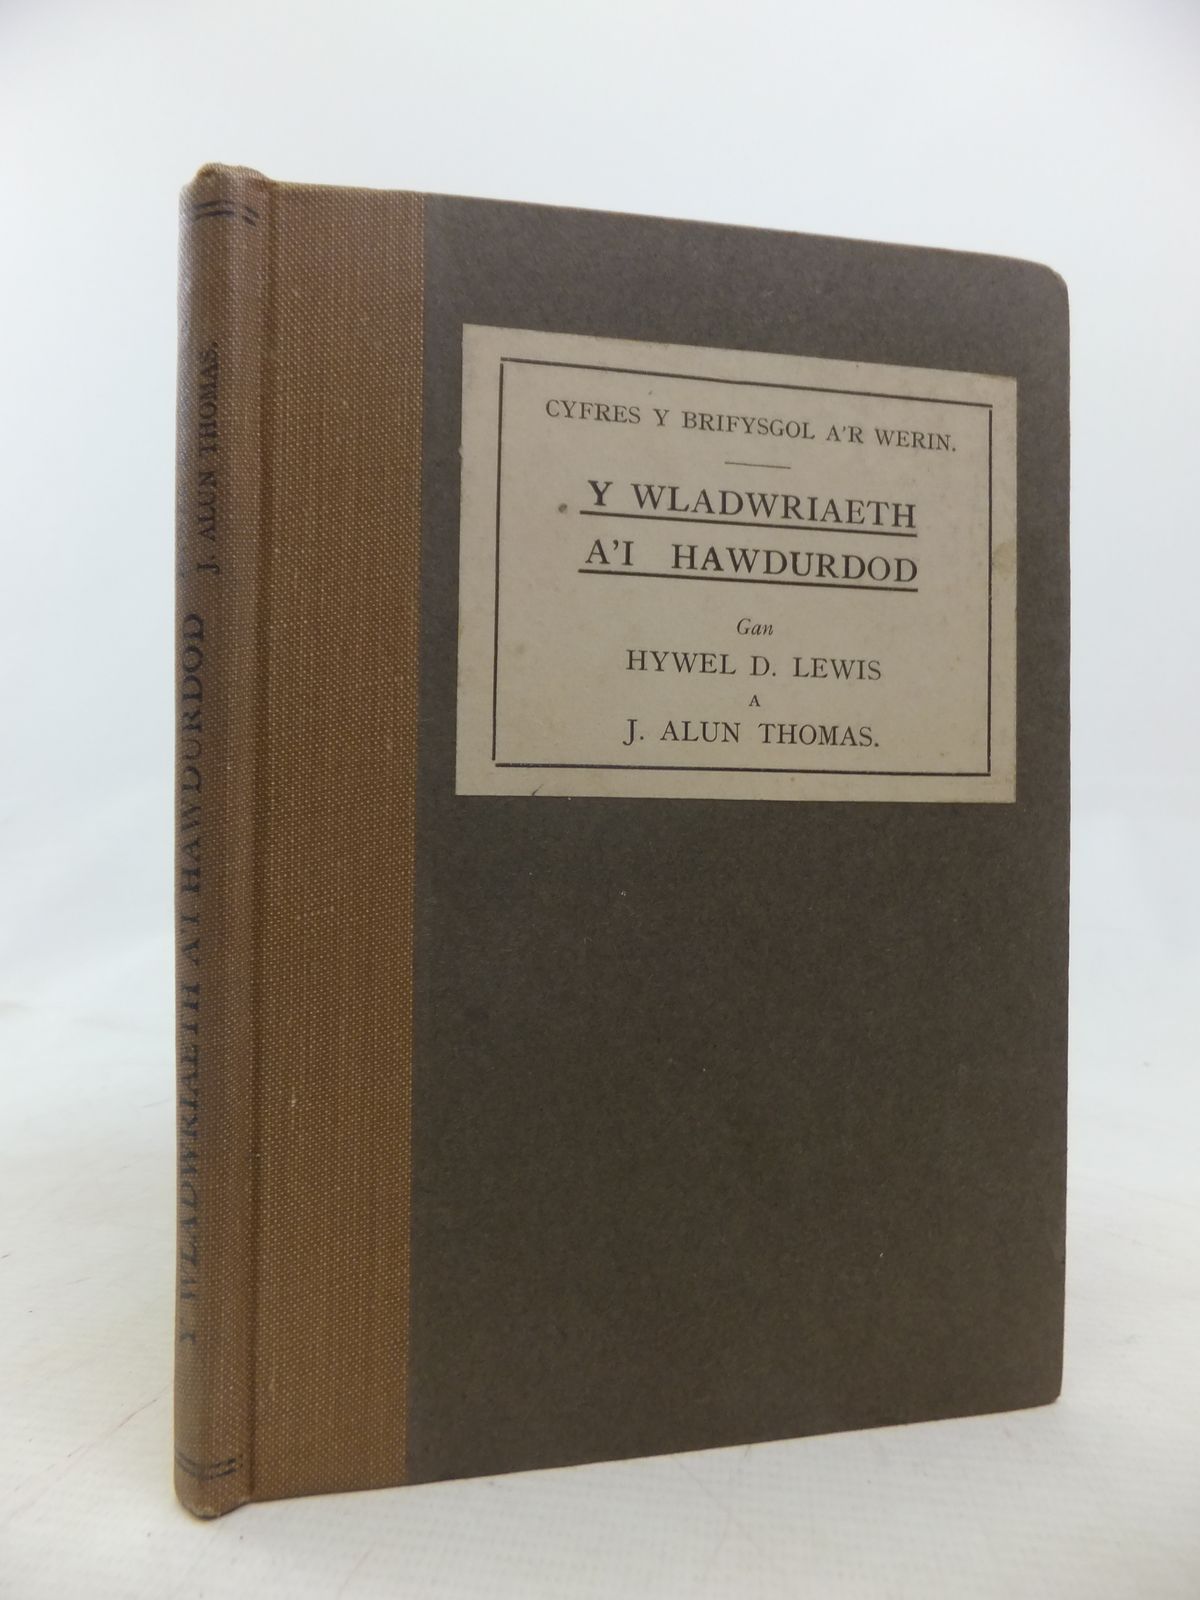 CYFRES Y BRIFYSGOL A'R WERIN.
Y WLADWRIAETH
A'I HAWDURDOD
Gan
HYWEL D. LEWIS
A
J. ALUN THOMAS.
Y WLADWRIAETH A'I HAWDURDOD J. ALUN THOMAS.